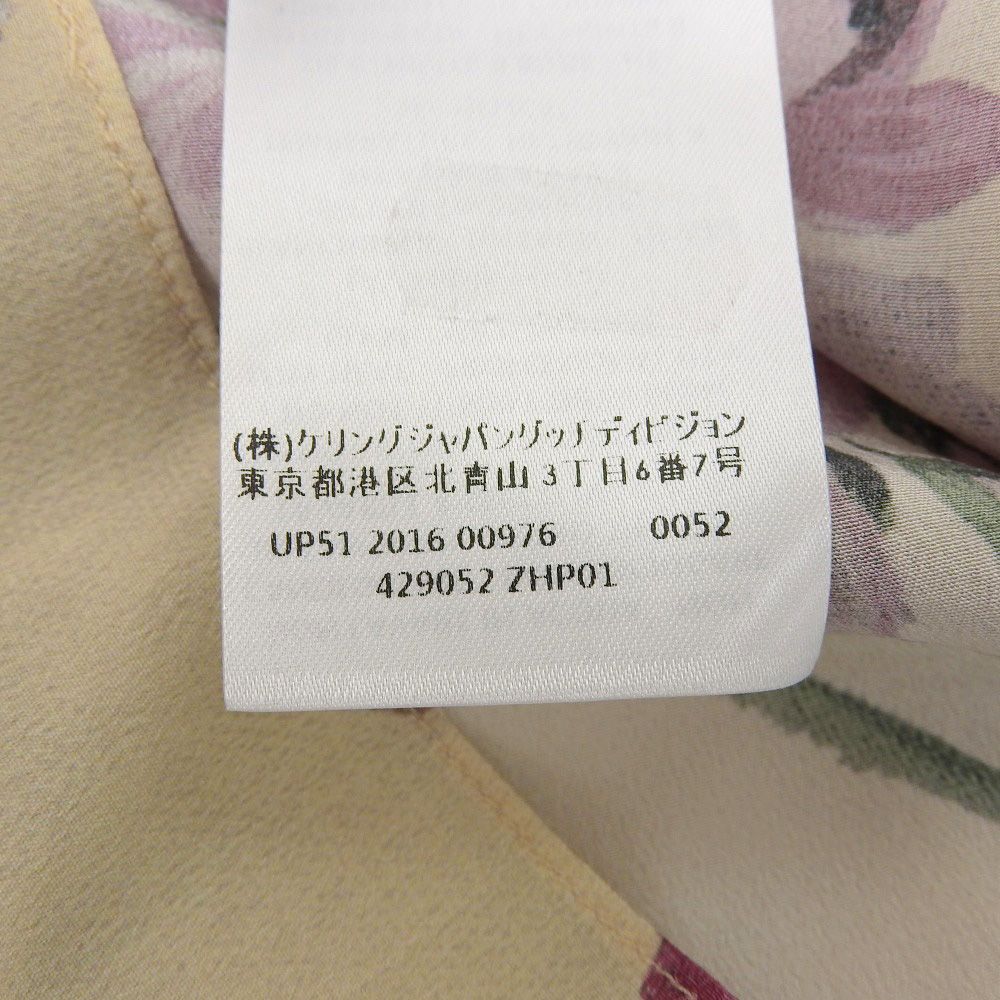 (株)ケリングジャパングッチディビジョン
東京都港区北青山3丁目6番7号
UP51 2016 00976 0052
429052 ZHP01